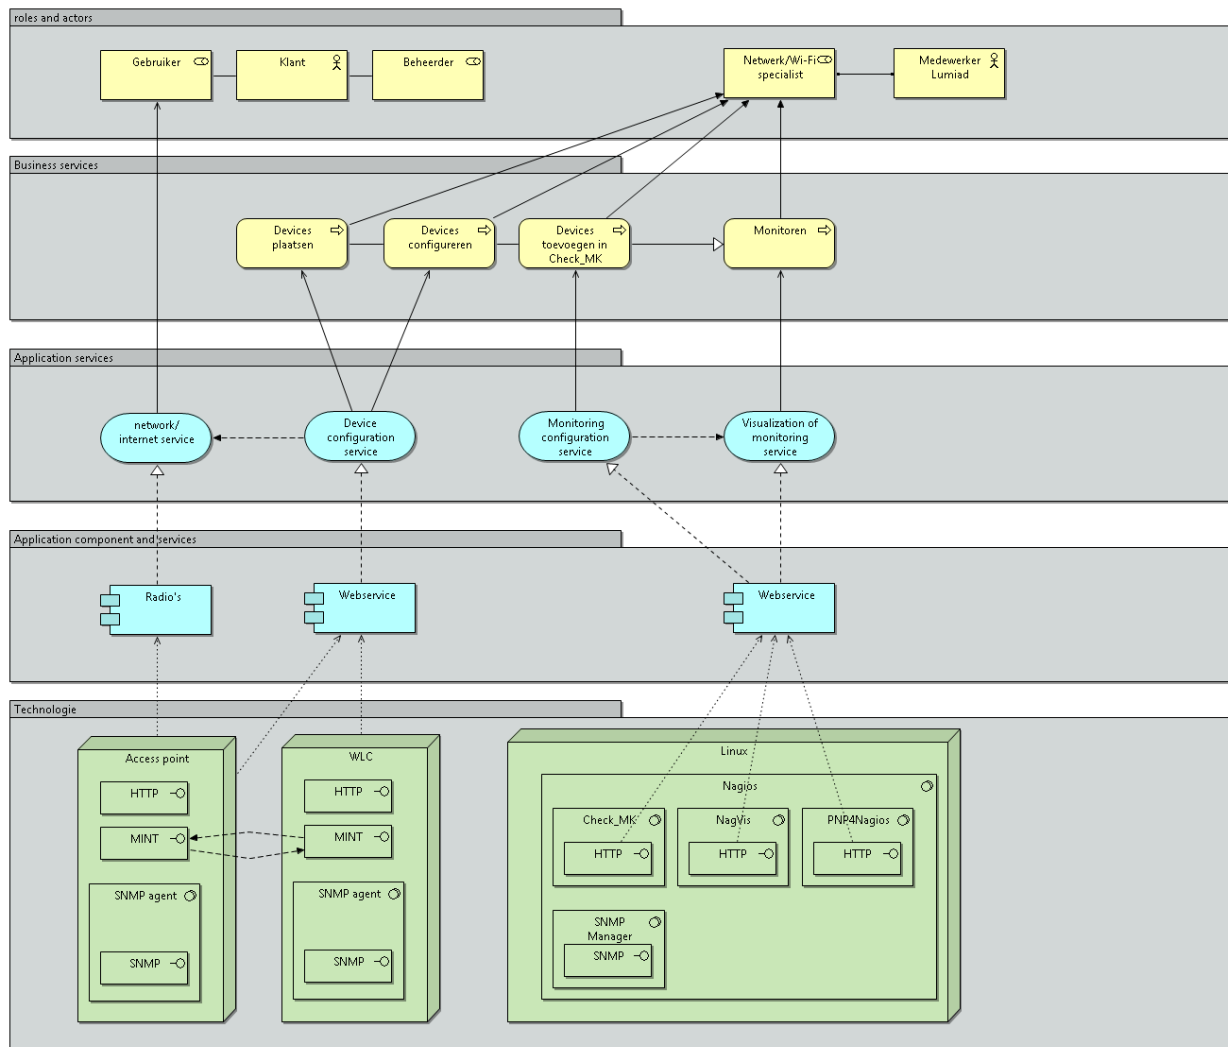 roles and actors
Gebruiker
Klant
Beheerder
Netwerk/Wi-Fi
specialist
Medewerker
Lumiad
Business services
Devices
plaatsen
Devices
configureren
Devices
toevoegen in
Check_MK
Monitoren
Application services
network/
internet service
Device
configuration
service
Monitoring
configuration
service
Visualization of
monitoring
service
Application component and services
Radio's
Webservice
Webservice
Technologie
Access point
HTTP
MINT
SNMP agent
SNMP
WLC
HTTP
MINT
SNMP agent
SNMP
Linux
Nagios
Check_MK
HTTP
NagVis
HTTP
PNP4Nagios
HTTP
SNMP
Manager
SNMP